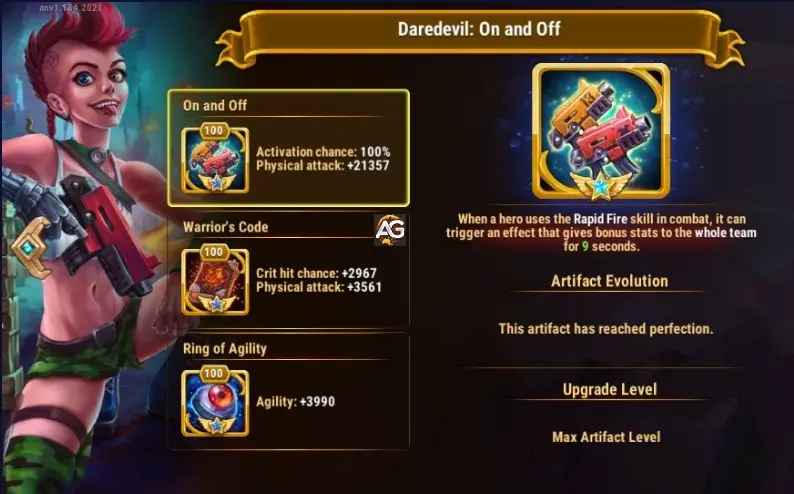 anv1.184.2021
Daredevil: On and Off
On and Off
100
Activation chance: 100%
Physical attack: +21357
Warrior's Code
AG
100
Crit hit chance: +2967
Physical attack: +3561
Ring of Agility
100
Agility: +3990
When a hero uses the Rapid Fire skill in combat, it can
trigger an effect that gives bonus stats to the whole team
for 9 seconds.
Artifact Evolution
This artifact has reached perfection.
Upgrade Level
Max Artifact Level